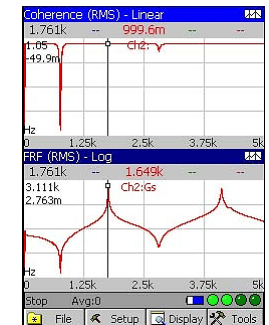 Coherence (RMS) - Linear
1.761k -- 999.6m -- --
1.05 Ch2:
-49.9m
Hz
0 1.25k 2.5k 3.75k 5k
FRF (RMS) - Log
1.761k -- 1.649k -- --
3.111k Ch2:Gs
2.763m
Hz
0 1.25k 2.5k 3.75k 5k
Stop Avg:0
File Setup Display Tools